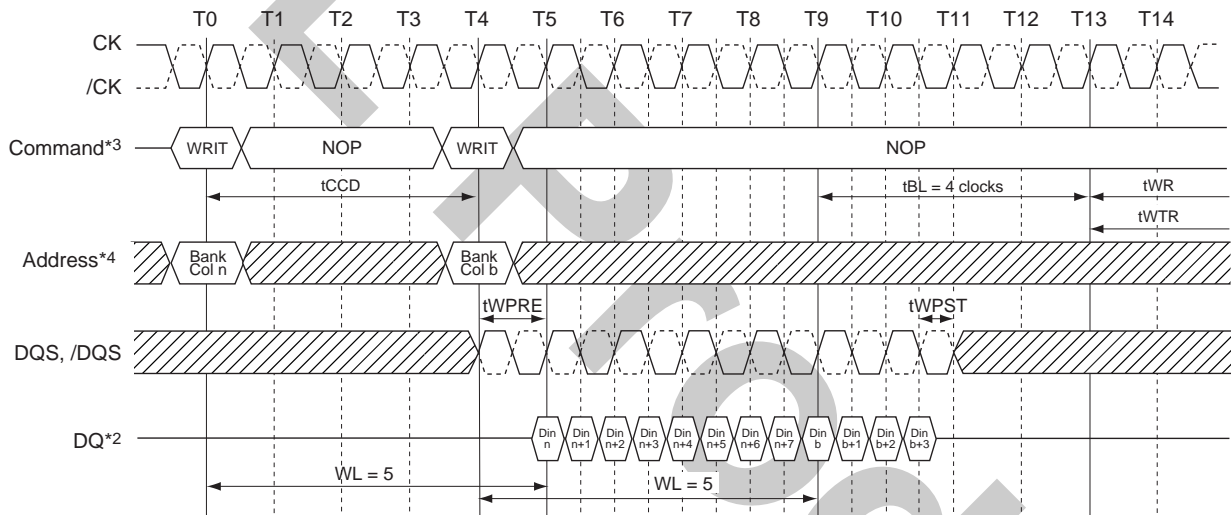 T0 T1 T2 T3 T4 T5 T6 T7 T8 T9 T10 T11 T12 T13 T14
CK
/CK
Command*3 WRIT NOP WRIT NOP
tCCD tBL = 4 clocks tWR
tWTR
Address*4 Bank Col n Bank Col b
tWPRE tWPST
DQS, /DQS
DQ*2 Din n Din n+1 Din n+2 Din n+3 Din n+4 Din n+5 Din n+6 Din n+7 Din b Din b+1 Din b+2 Din b+3
WL = 5 WL = 5